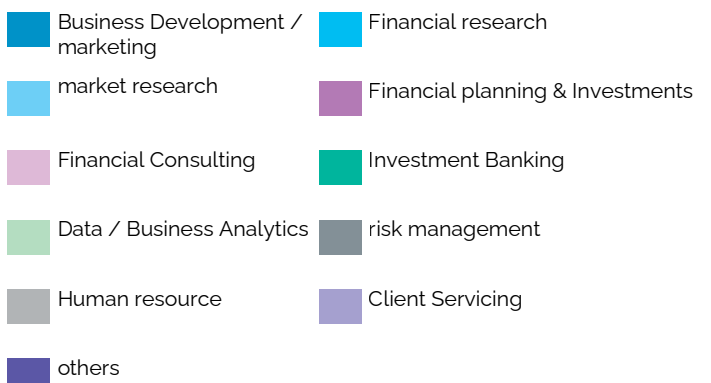 Business Development /
marketing
Financial research
market research
Financial planning & Investments
Financial Consulting
Investment Banking
Data / Business Analytics
risk management
Human resource
Client Servicing
others